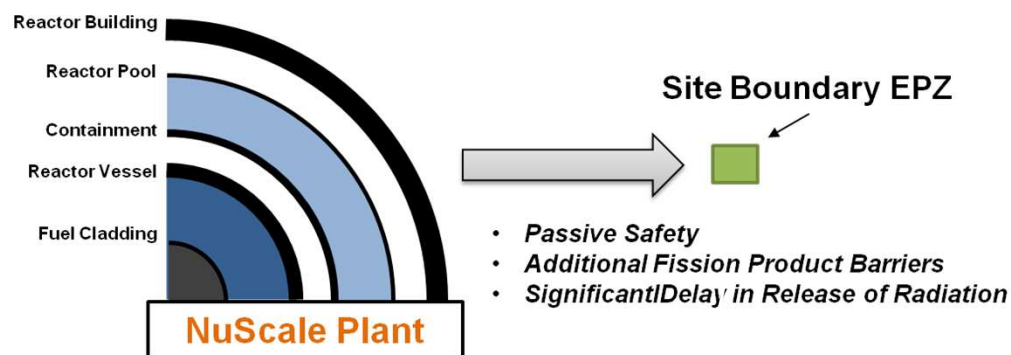 Reactor Building
Reactor Pool
Containment
Reactor Vessel
Fuel Cladding
NuScale Plant
Site Boundary EPZ
• Passive Safety
• Additional Fission Product Barriers
• SignificantlDelay in Release of Radiation